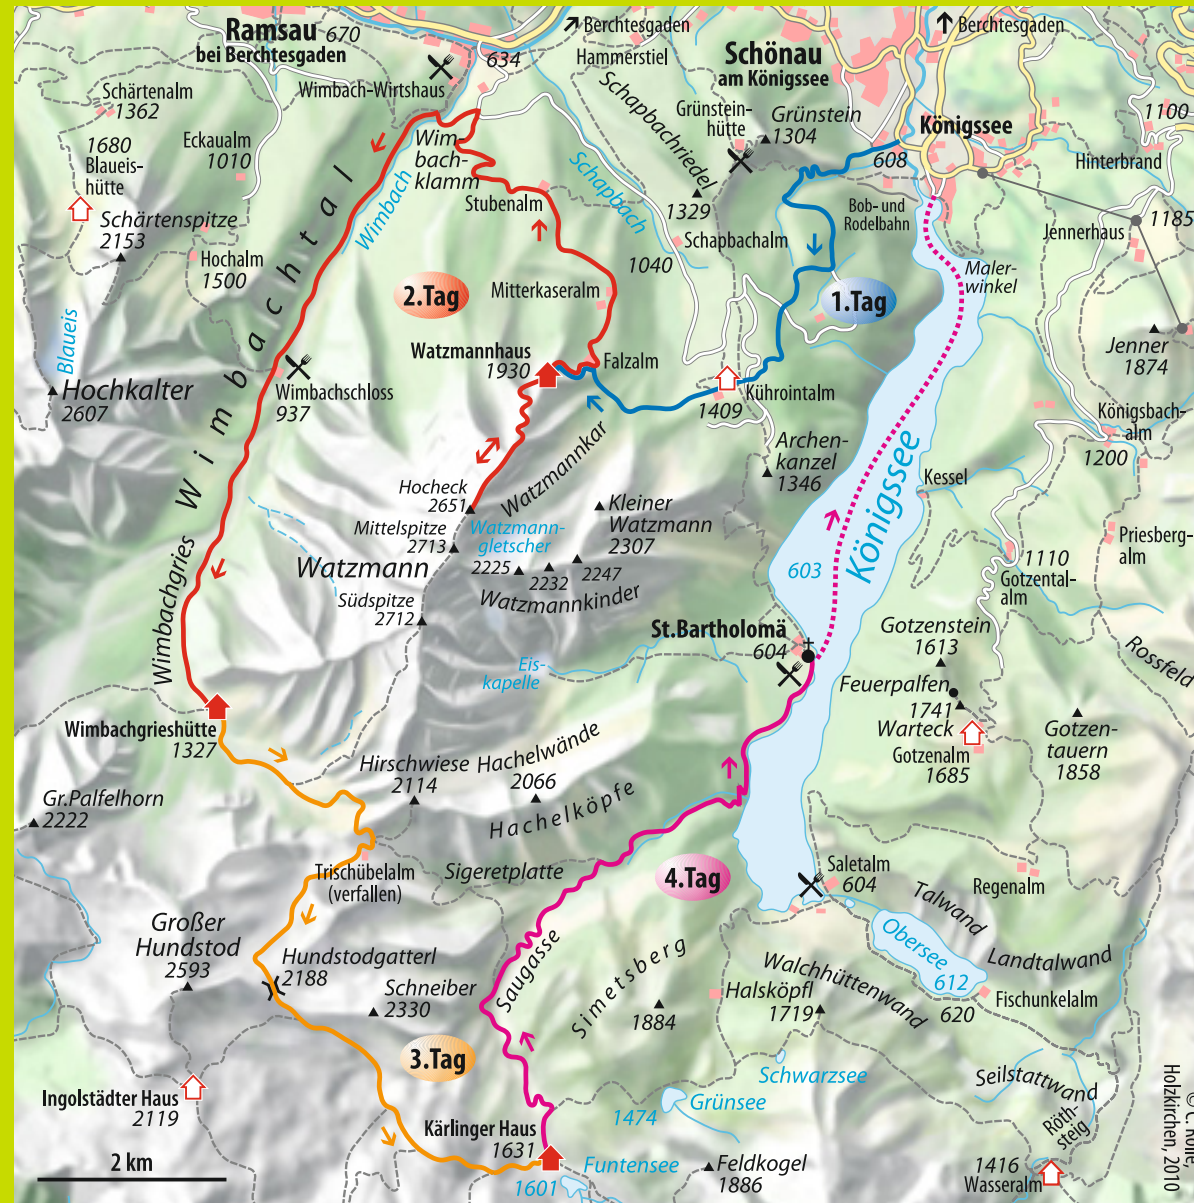 Ramsau 670
bei Berchtesgaden
634
Berchtesgaden
Hammerstiel
Schönau
am Königssee
Berchtesgaden
Wimbach-Wirtshaus
Schärtenalm
1362
1680
Blaueis-
hütte
Eckaualm
1010
Schärtenspitze
2153
Hochalm
1500
Wim-
bach-
klamm
Wimbach
Wimbachtal
Stubenalm
Schapbach
Schapbachriedel
1329
Grünstein-
hütte
Grünstein
1304
608
Königssee
1100
Hinterbrand
1185
Bob- und
Rodelbahn
Schapbachalm
1040
Jennerhaus
Maler-
winkel
2.Tag
Mitterkaseralm
1.Tag
Blaueis
Hochkalter
2607
Wimbachschloss
937
Watzmannhaus
1930
Falzalm
1409
Kührointalm
Jenner
1874
Königsbach-
alm
1200
Archen-
kanzel
1346
Watzmannkar
Hocheck
2651
Mittelspitze
2713
Watzmann-
gletscher
Kleiner
Watzmann
2307
Watzmann
2225
2232
2247
Watzmannkinder
Südspitze
2712
Königssee
603
Kessel
Priesberg-
alm
1110
Gotzental-
alm
Wimbachgries
St.Bartholomä
604
Eis-
kapelle
Gotzenstein
1613
Rossfeld
Feuerpalfen
1741
Warteck
Gotzenalm
1685
Gotzen-
tauern
1858
Wimbachgrieshütte
1327
Hirschwiese
2114
Hachelwände
2066
Hachelköpfe
Gr.Palfelhorn
2222
Trischübelalm
(verfallen)
Sigeretplatte
4.Tag
Saletalm
604
Regenalm
Talwand
Obersee
612
Landtalwand
Großer
Hundstod
2593
Hundstodgatterl
2188
Schneiber
2330
Saugasse
Simetsberg
1884
Halsköpfl
1719
Walchhüttenwand
Fischunkelalm
620
3.Tag
Schwarzsee
Grünsee
1474
Seilstattwand
Röth-
steig
Ingolstädter Haus
2119
Kärlinger Haus
1631
Funtensee
1601
Feldkogel
1886
1416
Wasseralm
2 km
© C. Rolle,
Holzkirchen, 2010